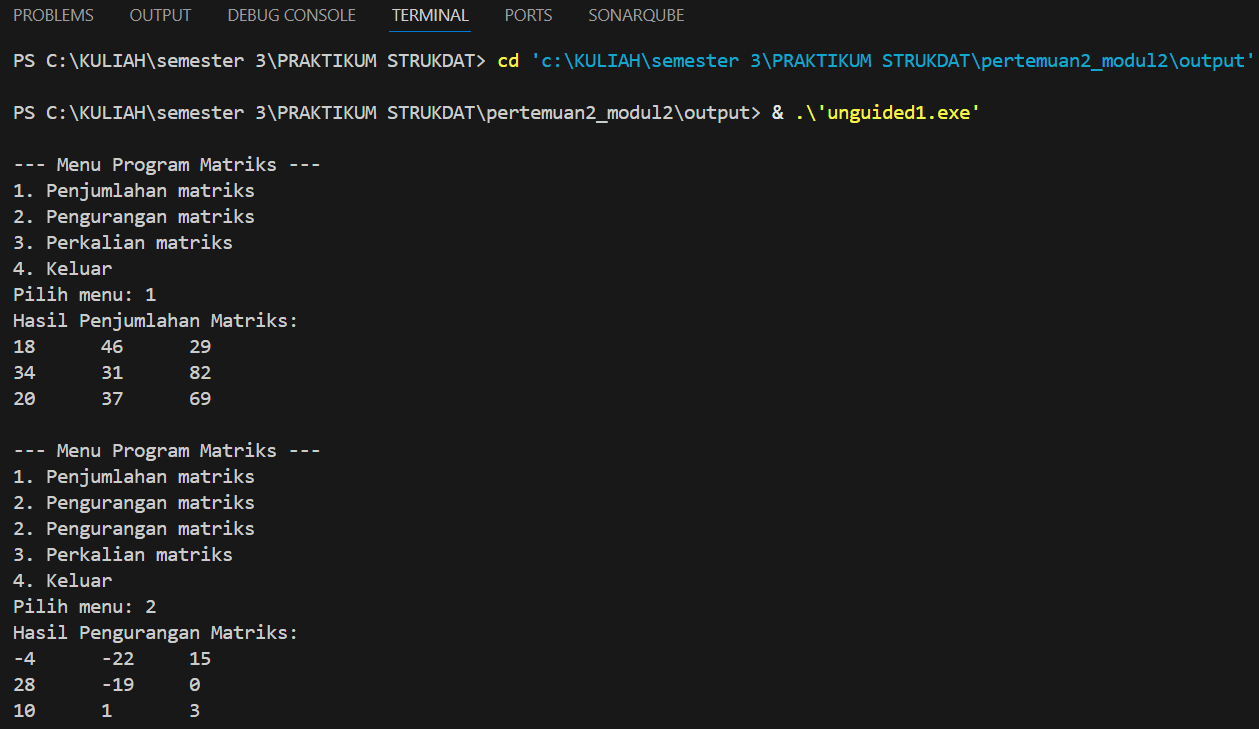 PROBLEMS OUTPUT DEBUG CONSOLE TERMINAL PORTS SONARQUBE
PS C:\KULIAH\semester 3\PRAKTIKUM STRUKDAT> cd 'c:\KULIAH\semester 3\PRAKTIKUM STRUKDAT\pertemuan2_modul2\output'
PS C:\KULIAH\semester 3\PRAKTIKUM STRUKDAT\pertemuan2_modul2\output> & .\'unguided1.exe'
--- Menu Program Matriks ---
1. Penjumlahan matriks
2. Pengurangan matriks
3. Perkalian matriks
4. Keluar
Pilih menu: 1
Hasil Penjumlahan Matriks:
18 46 29
34 31 82
20 37 69
--- Menu Program Matriks ---
1. Penjumlahan matriks
2. Pengurangan matriks
2. Pengurangan matriks
3. Perkalian matriks
4. Keluar
Pilih menu: 2
Hasil Pengurangan Matriks:
-4 -22 15
28 -19 0
10 1 3